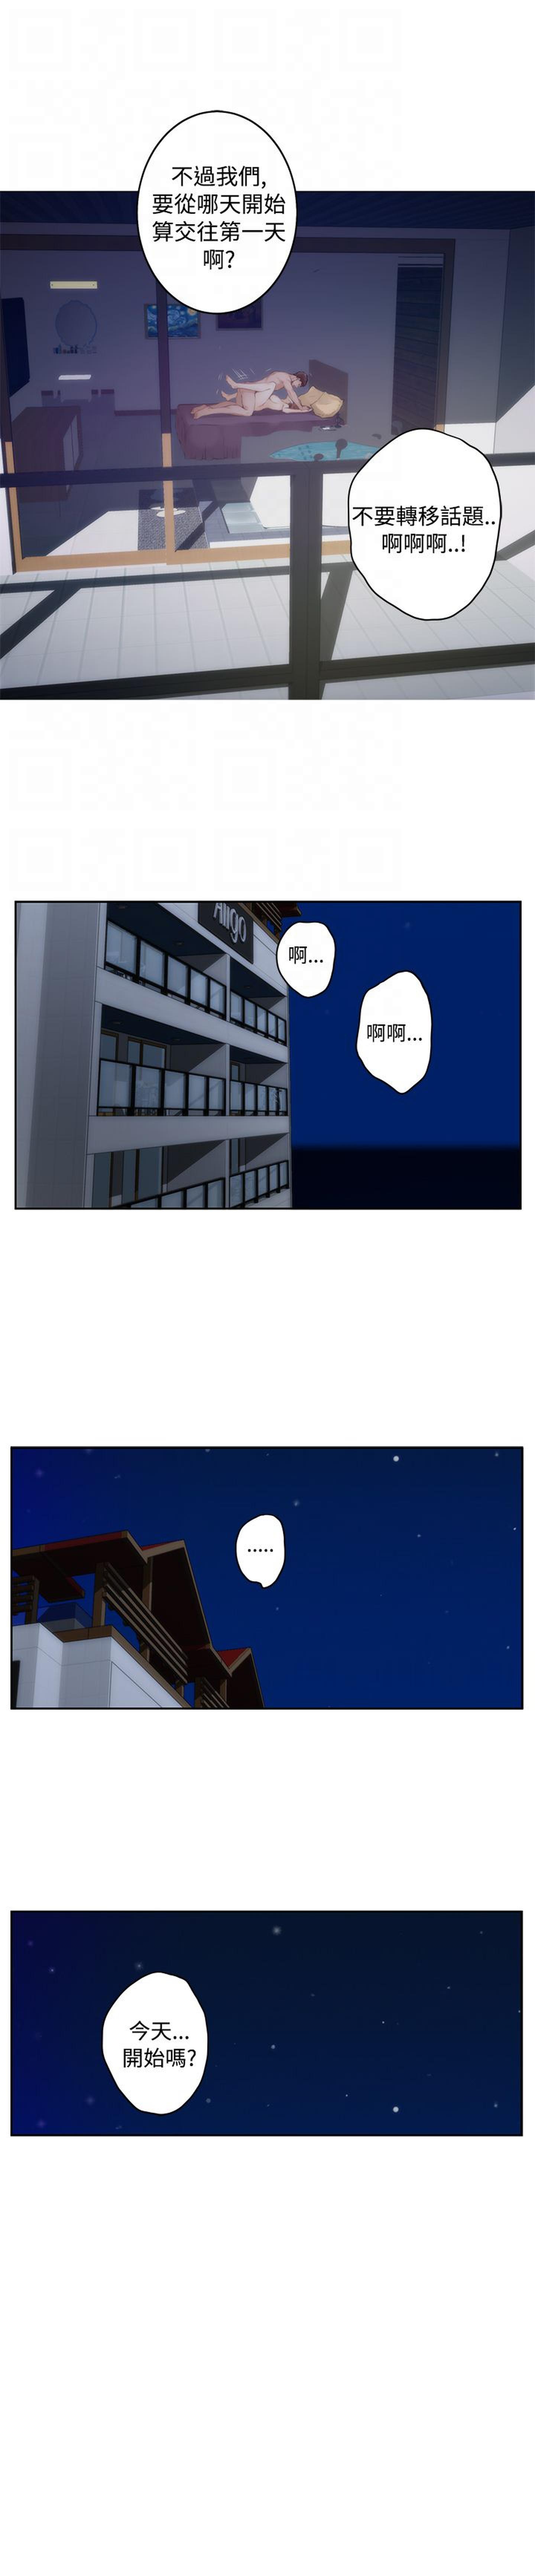 不過我們,
要從哪天開始
算交往第一天
啊?
不要轉移話題..
啊啊啊..!
Aligo
啊...
啊啊...
.....
今天...
開始嗎?